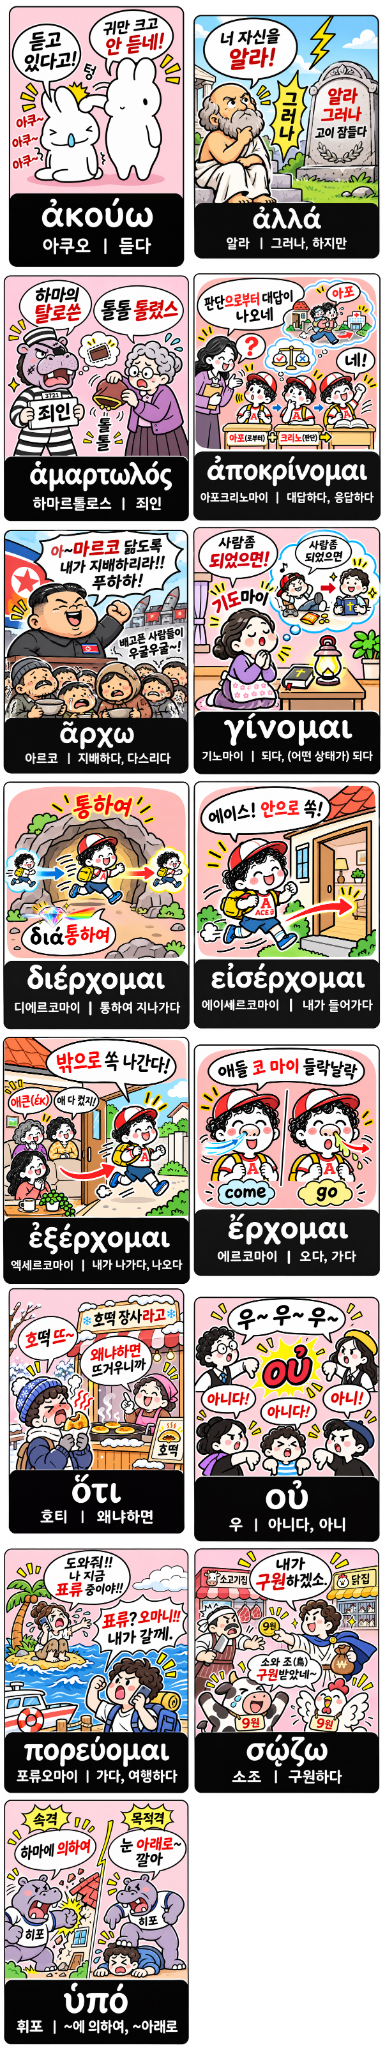 듣고
있다고!
귀만 크고
안 듣네!
텅
아쿠~
아쿠~
아쿠~
ἀκούω
아쿠오 | 듣다
너 자신을
알라!
그러나
알라
그러나
고이 잠들다
ἀλλά
알라 | 그러나, 하지만
하마의
탈로쓴
톨톨 톨렸스
3723
죄인
톨톨
ἁμαρτωλός
하마르톨로스 | 죄인
판단으로부터 대답이
나오네
아포
?
네!
A
A
A
아포(로부터) + 크리노(판단)
ἀποκρίνομαι
아포크리노마이 | 대답하다, 응답하다
아~마르코 닮도록
내가 지배하리라!!
푸하하!
배고픈 사람들이
우글우글~!
ἄρχω
아르코 | 지배하다, 다스리다
사람좀
되었으면!
사람좀
되었으면
기도마이
γίνομαι
기노마이 | 되다, (어떤 상태가) 되다
통하여
διά통하여
διέρχομαι
디에르코마이 | 통하여 지나가다
에이스! 안으로 쏙!
A
ACE
εἰσέρχομαι
에이세르코마이 | 내가 들어가다
밖으로 쏙 나간다!
애큰(ἐκ)
애 다 컸지!
A
ἐξέρχομαι
엑세르코마이 | 내가 나가다, 나오다
애들 코 마이 들락날락
A
A
come
go
ἔρχομαι
에르코마이 | 오다, 가다
호떡 장사라고
호떡 뜨~
왜냐하면
뜨거우니까
호떡
ὅτι
호티 | 왜냐하면
우~ 우~ 우~
οὐ
아니다!
아니다!
아니!
οὐ
우 | 아니다, 아니
도와줘!!
나 지금
표류 중이야!!
표류? 오마니!!
내가 갈게.
πορεύομαι
포류오마이 | 가다, 여행하다
내가
구원하겠소.
소고기집
닭집
9원
소와 조(鳥)
구원받았네~
₩
9원
9원
σῴζω
소조 | 구원하다
속격
목적격
하마에 의하여
눈 아래로~
깔아
히포
히포
ὑπό
휘포 | ~에 의하여, ~아래로